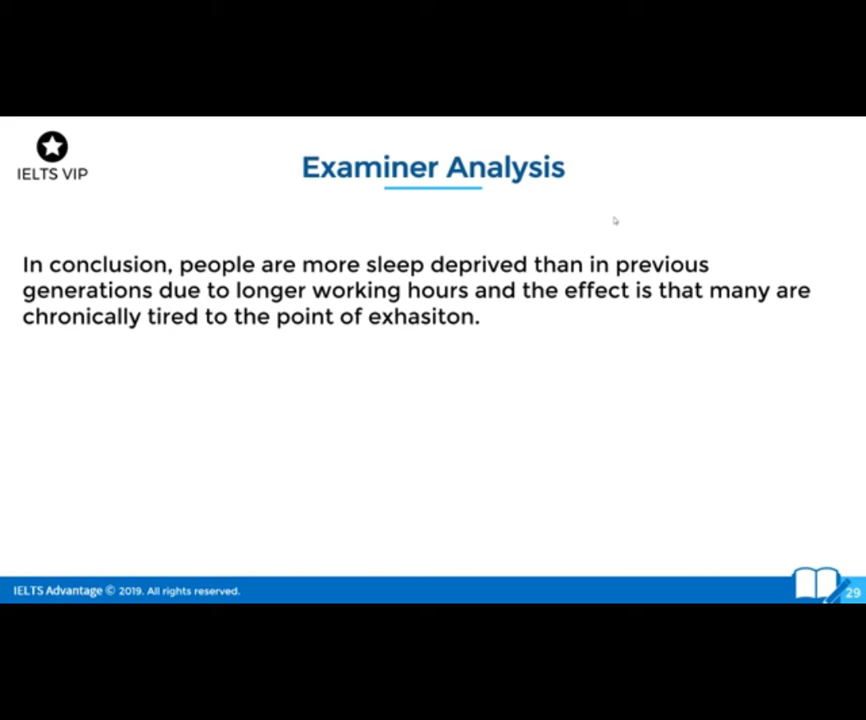 IELTS VIP
Examiner Analysis
In conclusion, people are more sleep deprived than in previous
generations due to longer working hours and the effect is that many are
chronically tired to the point of exhasiton.
IELTS Advantage © 2019. All rights reserved.
29